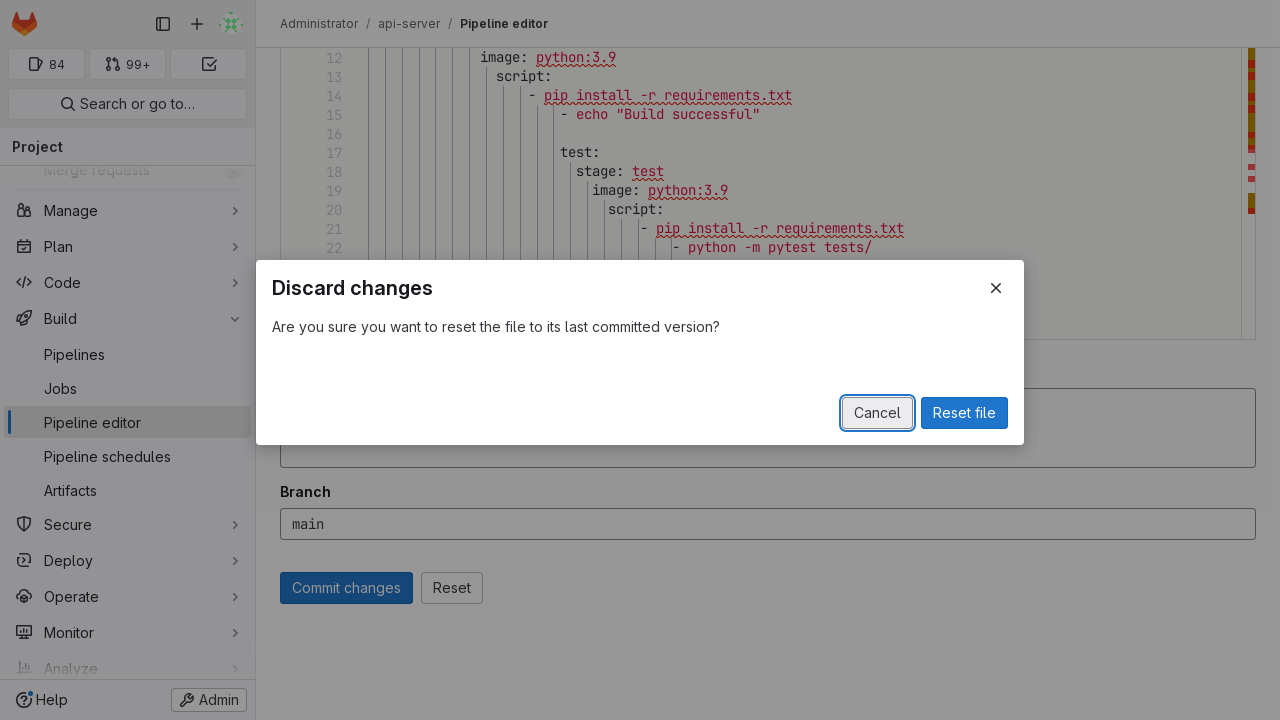 Administrator / api-server / Pipeline editor
84
99+
Search or go to…
Project
Merge requests
Manage
Plan
Code
Build
Pipelines
Jobs
Pipeline editor
Pipeline schedules
Artifacts
Secure
Deploy
Operate
Monitor
Analyze
Help
Admin
12 image: python:3.9
13 script:
14 - pip install -r requirements.txt
15 - echo "Build successful"
16
17 test:
18 stage: test
19 image: python:3.9
20 script:
21 - pip install -r requirements.txt
22 - python -m pytest tests/
Discard changes
Are you sure you want to reset the file to its last committed version?
Cancel
Reset file
Branch
main
Commit changes
Reset